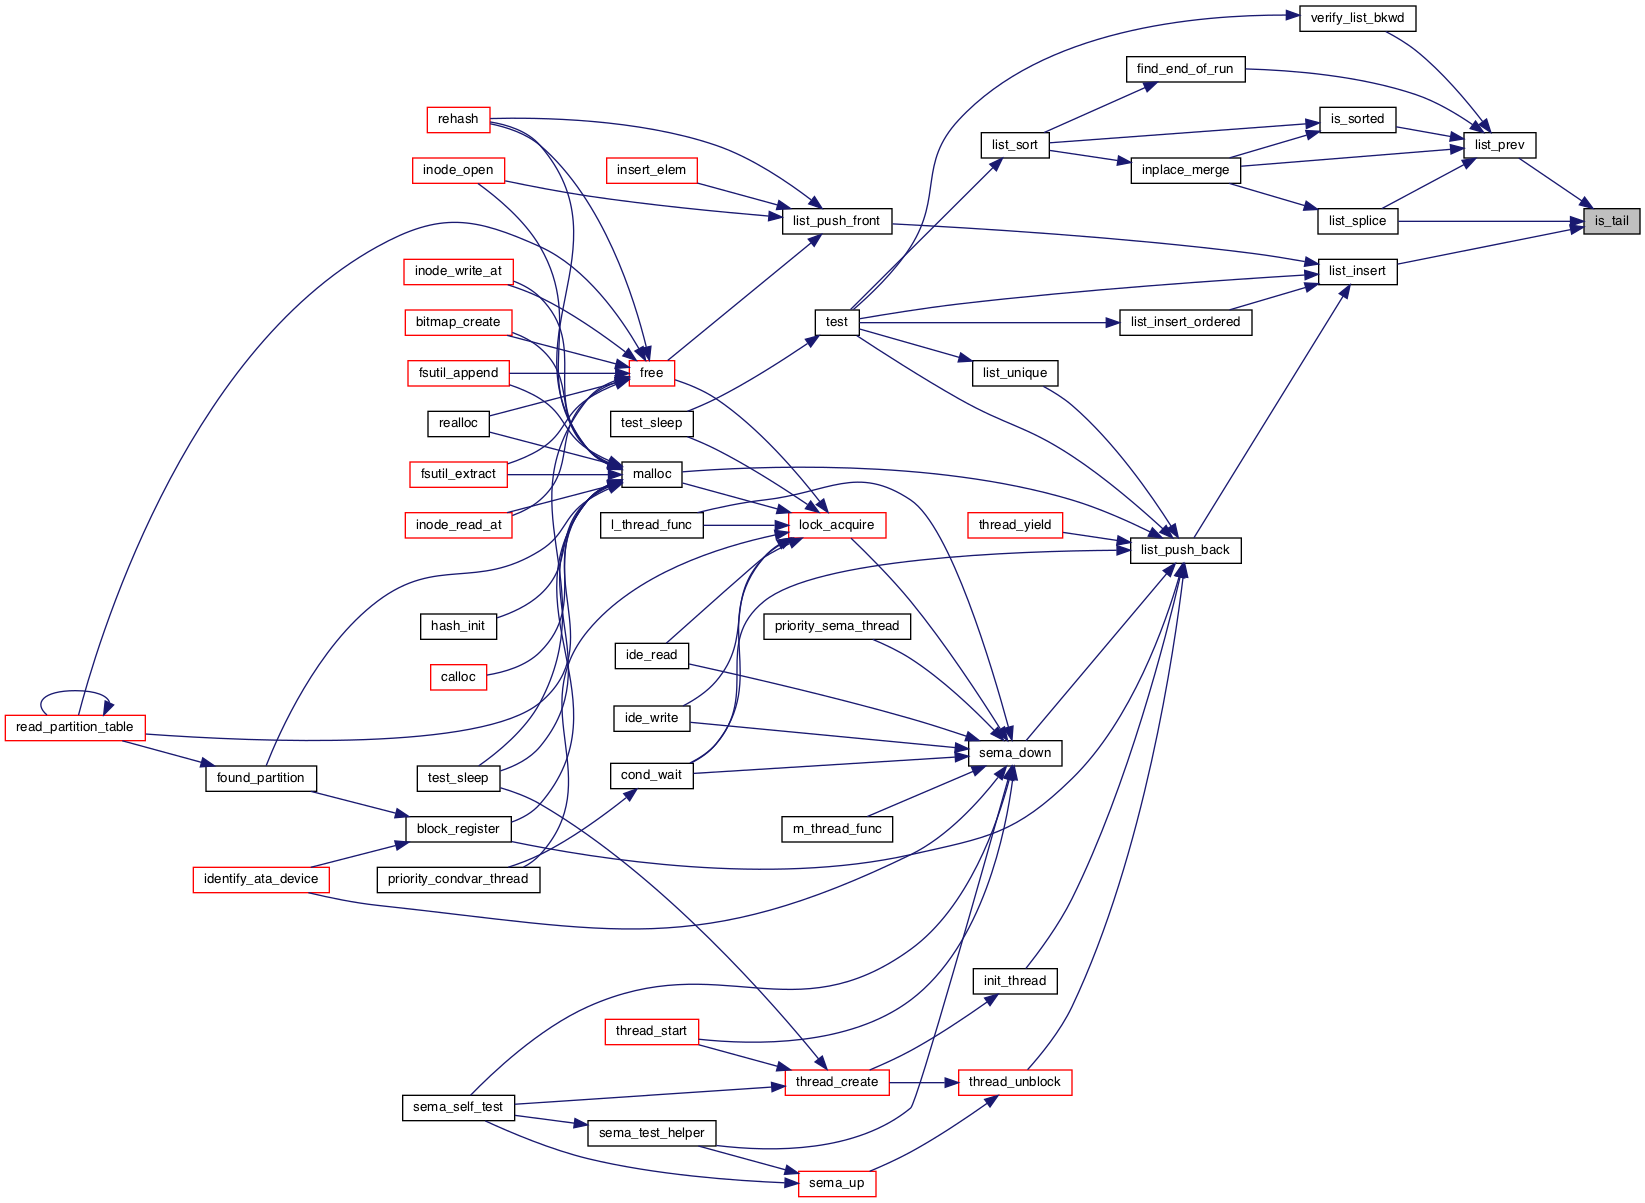 verify_list_bkwd
find_end_of_run
rehash
is_sorted
list_sort
list_prev
inode_open
insert_elem
inplace_merge
list_push_front
list_splice
is_tail
inode_write_at
list_insert
bitmap_create
test
list_insert_ordered
fsutil_append
free
list_unique
realloc
test_sleep
fsutil_extract
malloc
inode_read_at
l_thread_func
lock_acquire
thread_yield
list_push_back
hash_init
priority_sema_thread
ide_read
calloc
read_partition_table
ide_write
found_partition
test_sleep
cond_wait
sema_down
block_register
m_thread_func
identify_ata_device
priority_condvar_thread
init_thread
thread_start
thread_create
thread_unblock
sema_self_test
sema_test_helper
sema_up